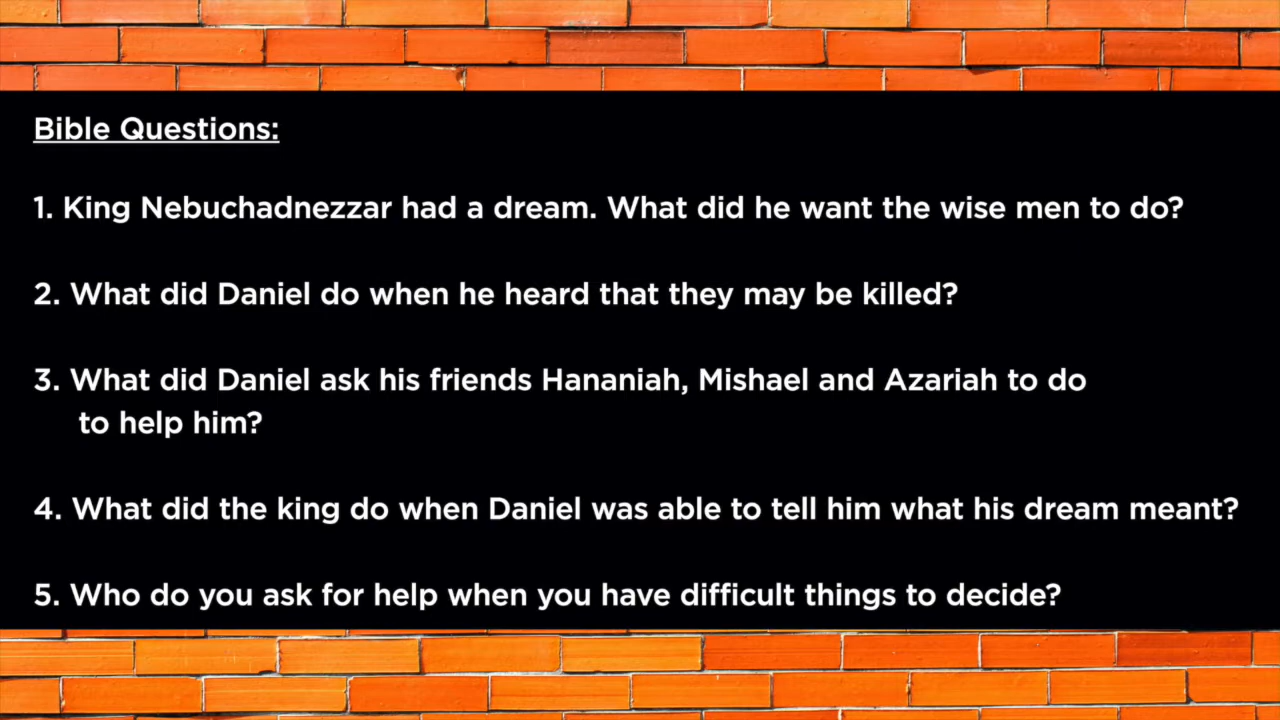 Bible Questions:
1. King Nebuchadnezzar had a dream. What did he want the wise men to do?
2. What did Daniel do when he heard that they may be killed?
3. What did Daniel ask his friends Hananiah, Mishael and Azariah to do
to help him?
4. What did the king do when Daniel was able to tell him what his dream meant?
5. Who do you ask for help when you have difficult things to decide?